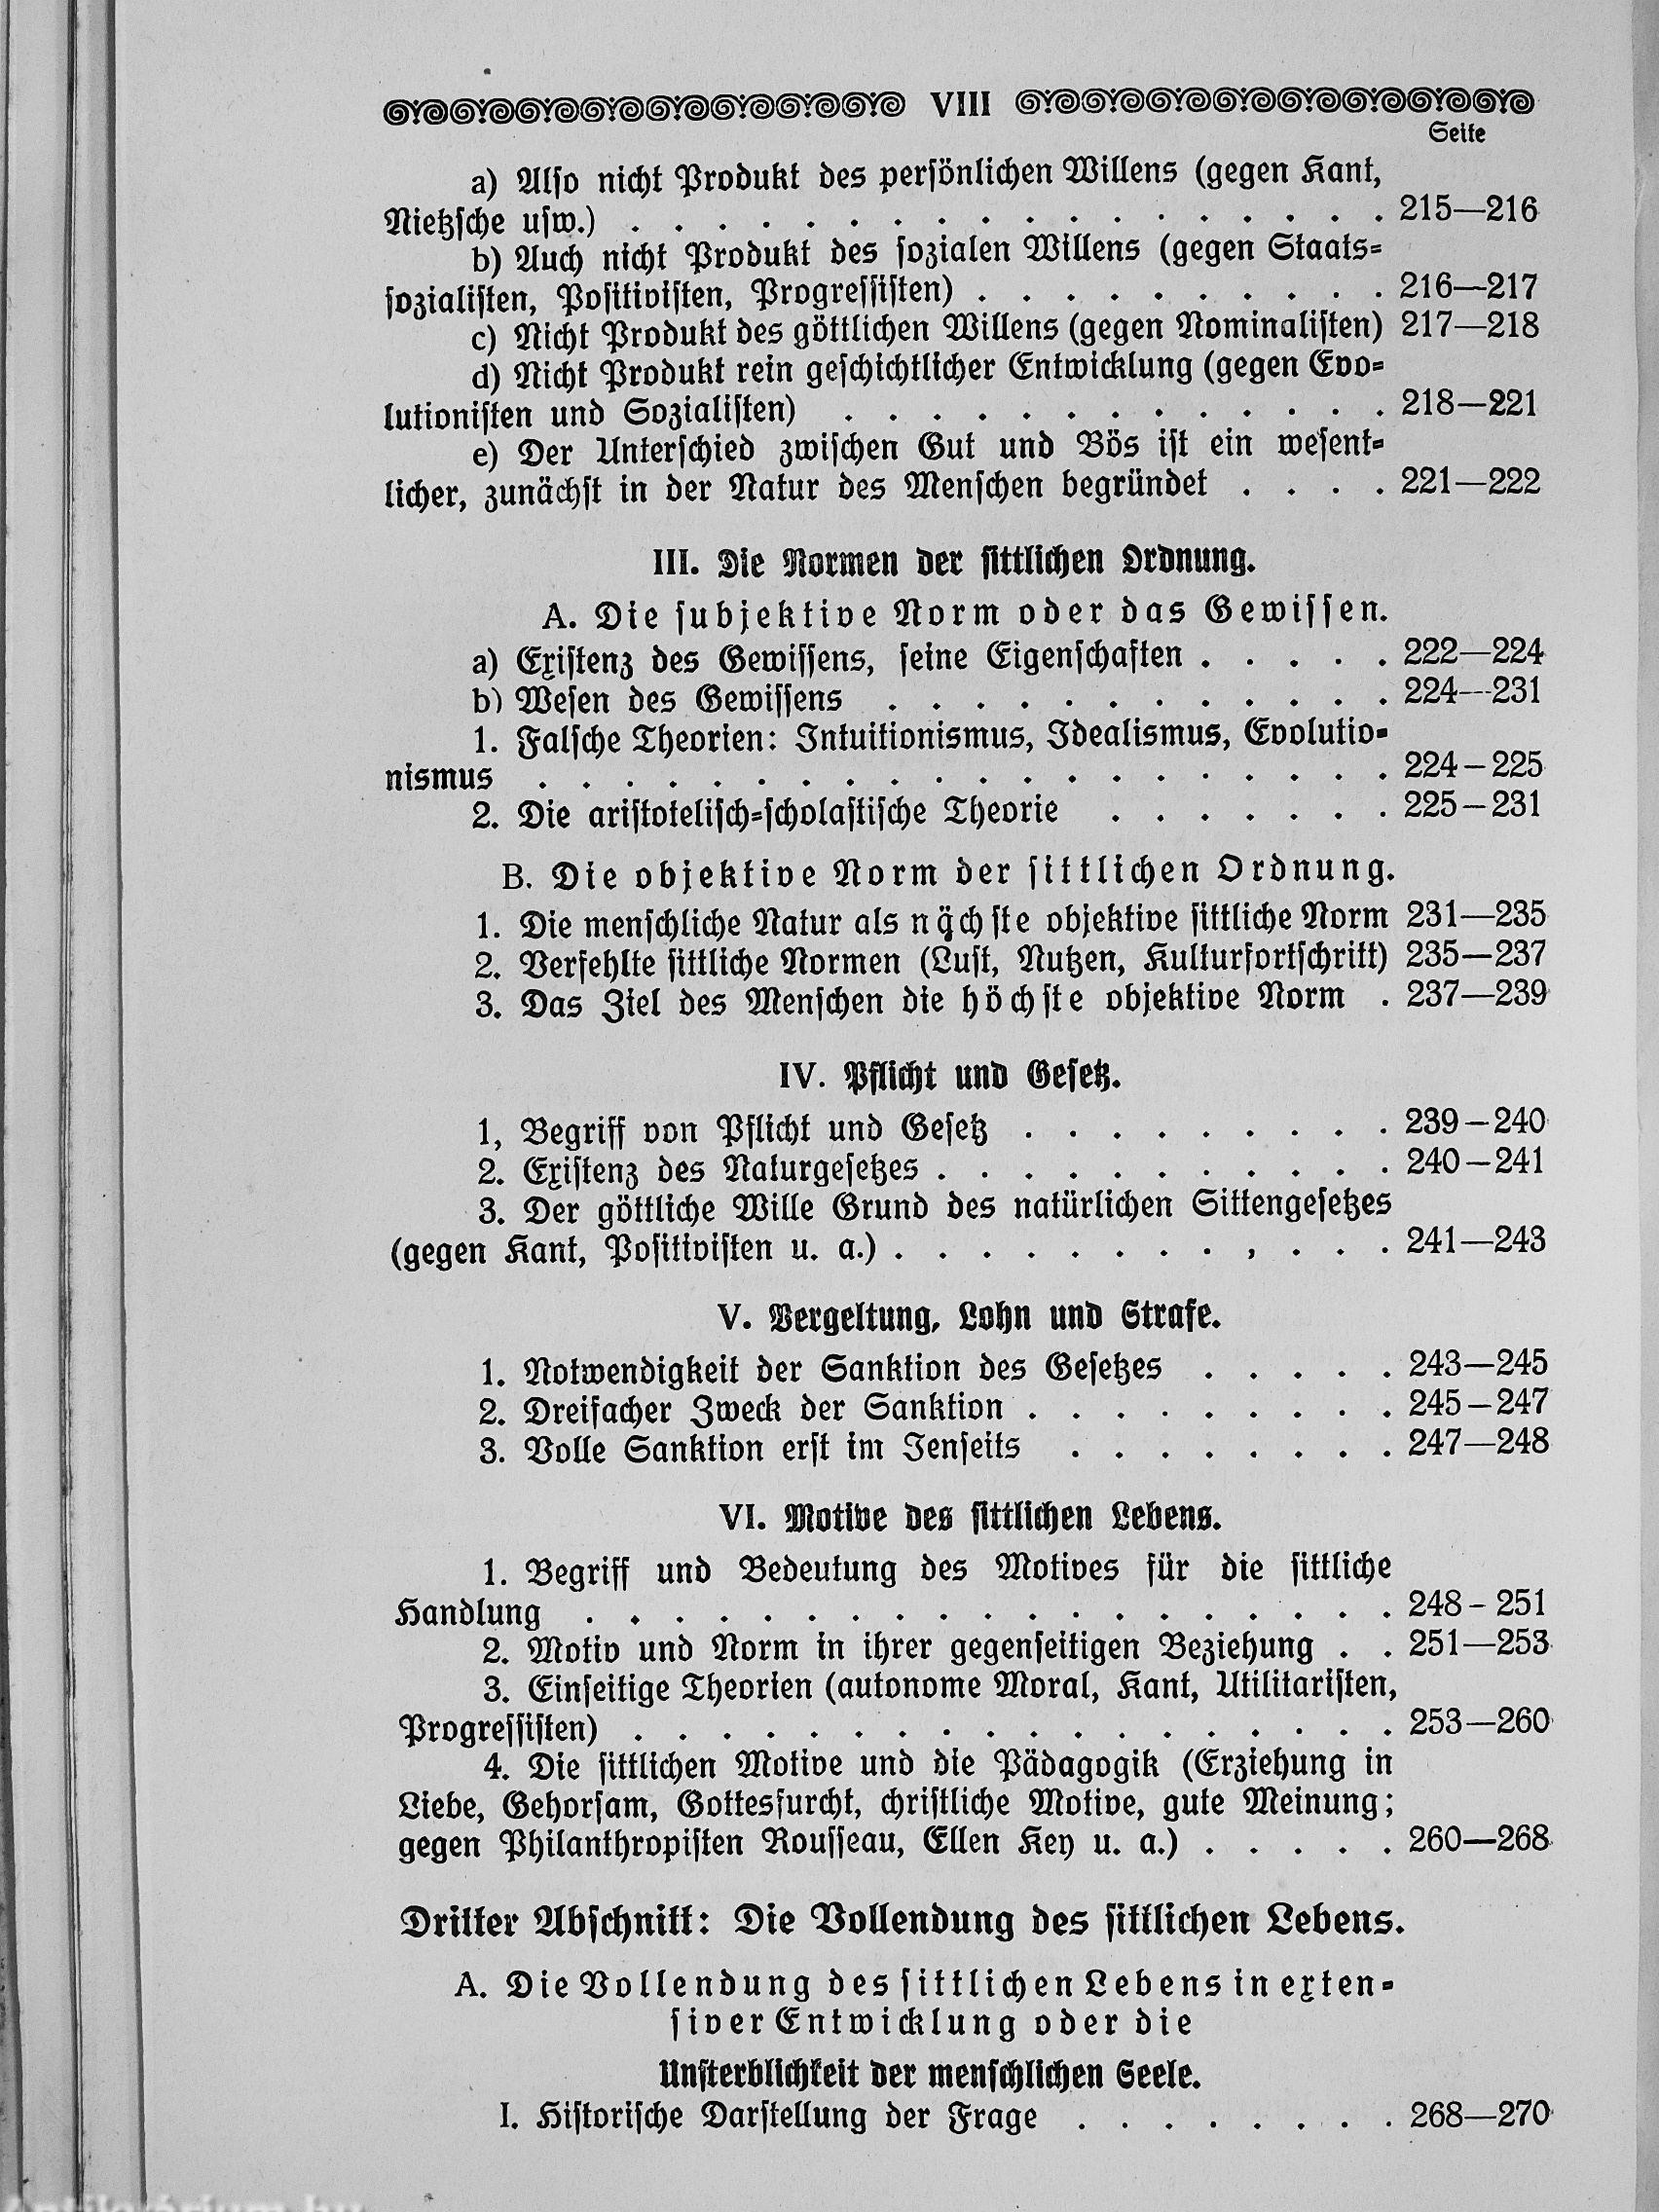 VIII
Seite
a) Also nicht Produkt des persönlichen Willens (gegen Kant,
Nietzsche usw.) . . . . . . . . . . . . . . . . . . 215—216
b) Auch nicht Produkt des sozialen Willens (gegen Staats-
sozialisten, Positivisten, Progressisten) . . . . . . . . . . 216—217
c) Nicht Produkt des göttlichen Willens (gegen Nominalisten) 217—218
d) Nicht Produkt rein geschichtlicher Entwicklung (gegen Evo-
lutionisten und Sozialisten) . . . . . . . . . . . . . 218—221
e) Der Unterschied zwischen Gut und Bös ist ein wesent-
licher, zunächst in der Natur des Menschen begründet . . . . 221—222
III. Die Normen der sittlichen Ordnung.
A. Die subjektive Norm oder das Gewissen.
a) Existenz des Gewissens, seine Eigenschaften . . . . . 222—224
b) Wesen des Gewissens . . . . . . . . . . . . 224—231
1. Falsche Theorien: Intuitionismus, Idealismus, Evolutio-
nismus . . . . . . . . . . . . . . . . . . . . 224–225
2. Die aristotelisch-scholastische Theorie . . . . . . . 225–231
B. Die objektive Norm der sittlichen Ordnung.
1. Die menschliche Natur als nächste objektive sittliche Norm 231—235
2. Verfehlte sittliche Normen (Lust, Nutzen, Kulturfortschritt) 235—237
3. Das Ziel des Menschen die höchste objektive Norm . 237—239
IV. Pflicht und Gesetz.
1, Begriff von Pflicht und Gesetz . . . . . . . . . 239–240
2. Existenz des Naturgesetzes . . . . . . . . . . . 240–241
3. Der göttliche Wille Grund des natürlichen Sittengesetzes
(gegen Kant, Positivisten u. a.) . . . . . . . . , . . . 241—243
V. Vergeltung, Lohn und Strafe.
1. Notwendigkeit der Sanktion des Gesetzes . . . . . 243—245
2. Dreifacher Zweck der Sanktion . . . . . . . . . 245–247
3. Volle Sanktion erst im Jenseits . . . . . . . . 247—248
VI. Motive des sittlichen Lebens.
1. Begriff und Bedeutung des Motives für die sittliche
Handlung . . . . . . . . . . . . . . . . . . . 248–251
2. Motiv und Norm in ihrer gegenseitigen Beziehung . . 251—253
3. Einseitige Theorien (autonome Moral, Kant, Utilitaristen,
Progressisten) . . . . . . . . . . . . . . . . . . 253—260
4. Die sittlichen Motive und die Pädagogik (Erziehung in
Liebe, Gehorsam, Gottesfurcht, christliche Motive, gute Meinung;
gegen Philanthropisten Rousseau, Ellen Key u. a.) . . . . . 260—268
Dritter Abschnitt: Die Vollendung des sittlichen Lebens.
A. Die Vollendung des sittlichen Lebens in exten-
siver Entwicklung oder die
Unsterblichkeit der menschlichen Seele.
I. Historische Darstellung der Frage . . . . . . . . 268—270